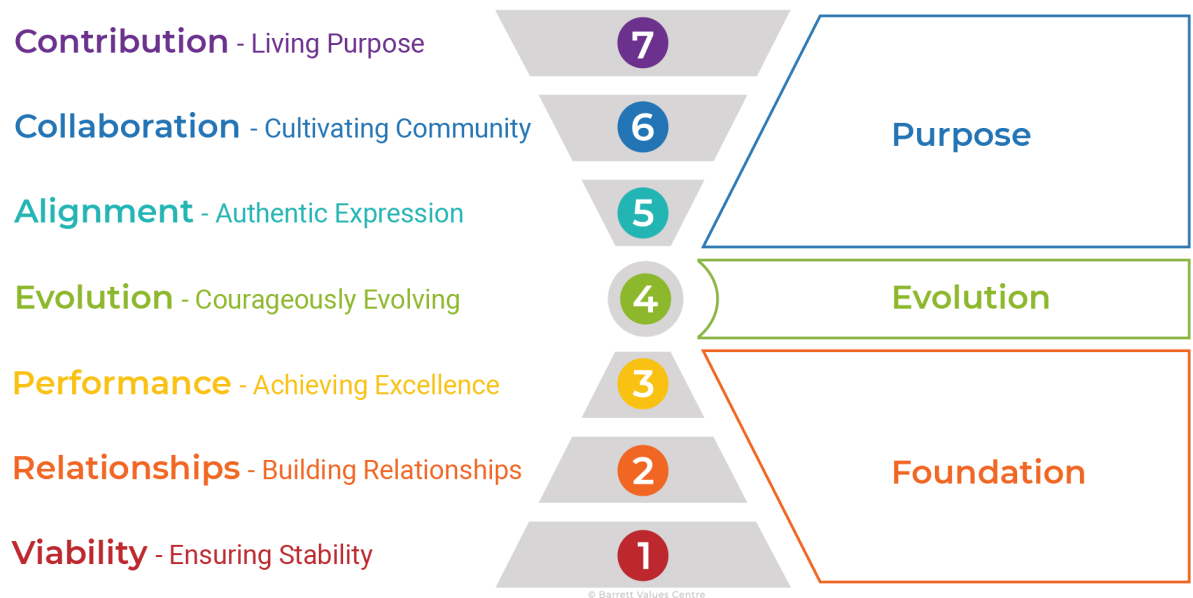 Contribution - Living Purpose
7
Collaboration - Cultivating Community
6
Purpose
Alignment - Authentic Expression
5
Evolution - Courageously Evolving
4
Evolution
Performance - Achieving Excellence
3
Relationships - Building Relationships
2
Foundation
Viability - Ensuring Stability
1
© Barrett Values Centre